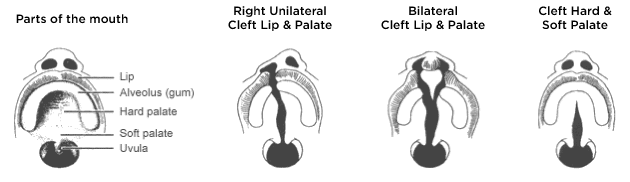 Parts of the mouth
Lip
Alveolus (gum)
Hard palate
Soft palate
Uvula
Right Unilateral
Cleft Lip & Palate
Bilateral
Cleft Lip & Palate
Cleft Hard &
Soft Palate